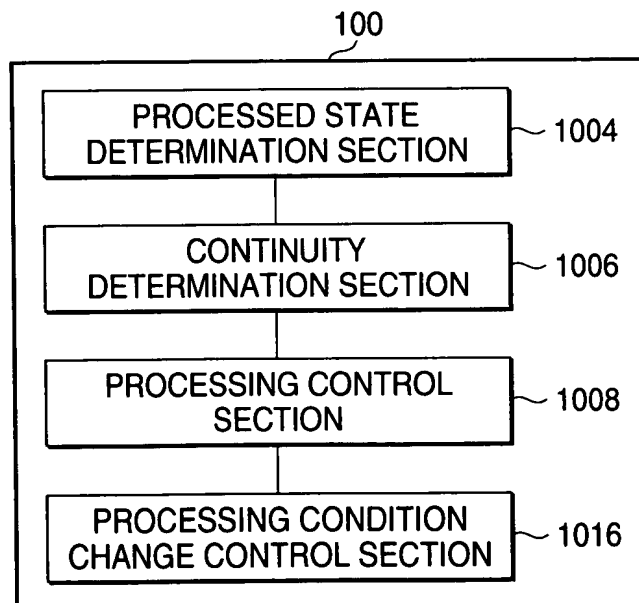 100
PROCESSED STATE
DETERMINATION SECTION
1004
CONTINUITY
DETERMINATION SECTION
1006
PROCESSING CONTROL
SECTION
1008
PROCESSING CONDITION
CHANGE CONTROL SECTION
1016